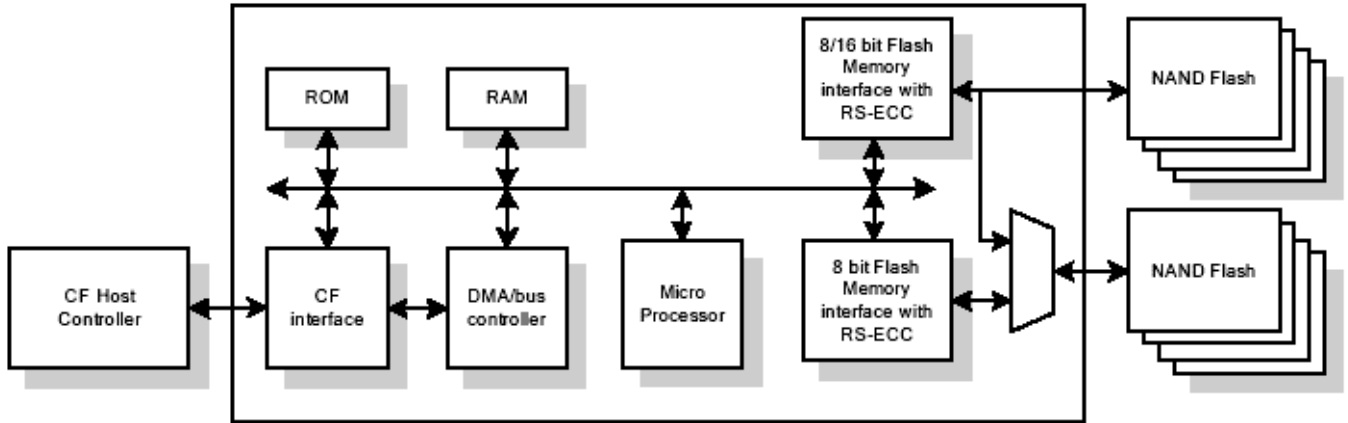 ROM
RAM
8/16 bit Flash
Memory
interface with
RS-ECC
NAND Flash
CF Host
Controller
CF
interface
DMA/bus
controller
Micro
Processor
8 bit Flash
Memory
interface with
RS-ECC
NAND Flash